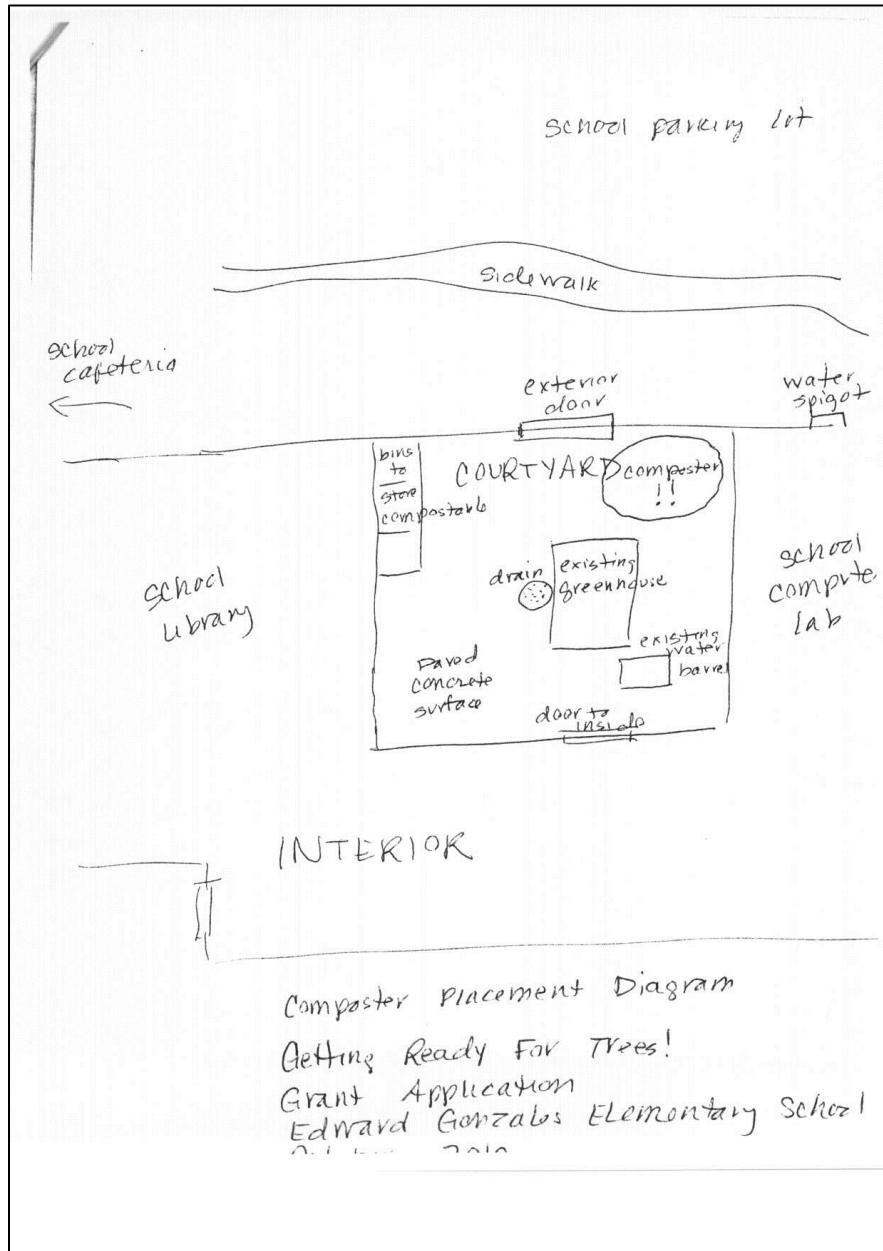 school parking lot
sidewalk
school
cafeteria
exterior
door
water
spigot
bins
to
store
compostable
COURTYARD
composter
!!
drain
existing
greenhouse
school
library
school
compute
lab
existing
water
barrel
paved
concrete
surface
door to
inside
INTERIOR
Composter Placement Diagram
Getting Ready For Trees!
Grant Application
Edward Gonzales Elementary School